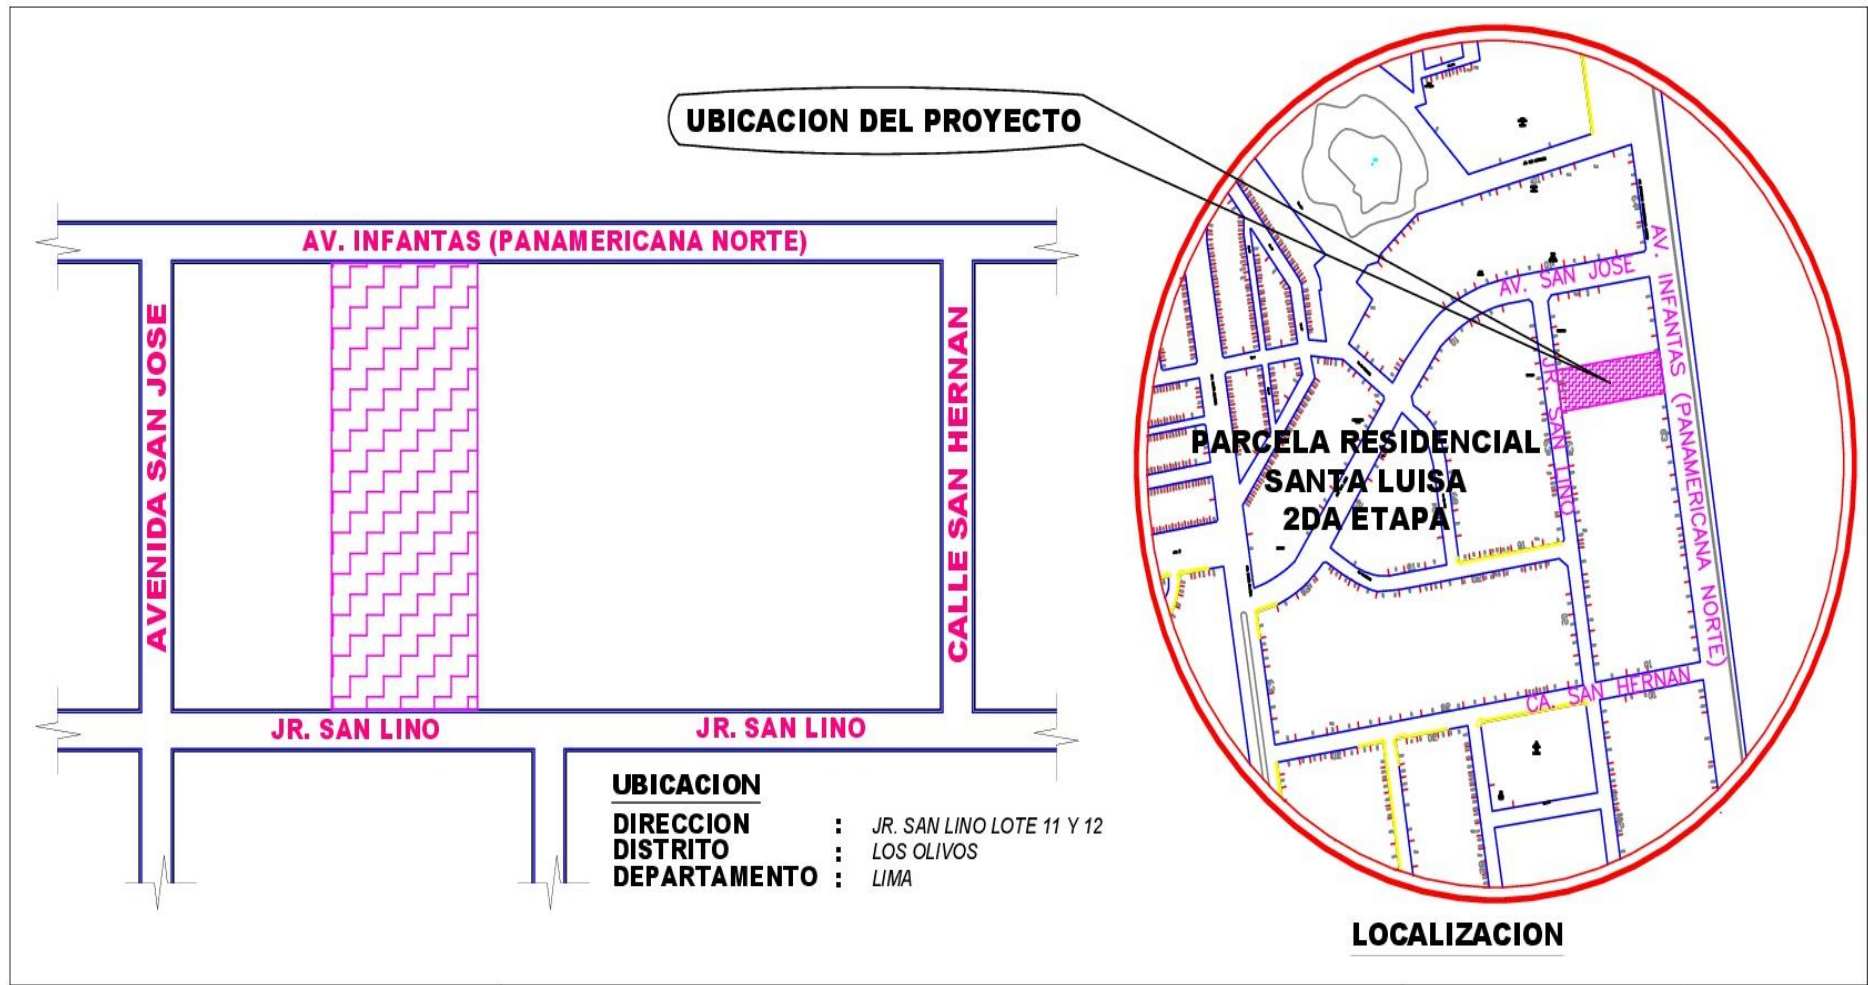 UBICACION DEL PROYECTO
AV. INFANTAS (PANAMERICANA NORTE)
AVENIDA SAN JOSE
CALLE SAN HERNAN
JR. SAN LINO
JR. SAN LINO
UBICACION
DIRECCION : JR. SAN LINO LOTE 11 Y 12
DISTRITO : LOS OLIVOS
DEPARTAMENTO : LIMA
AV. SAN JOSE
AV. INFANTAS (PANAMERICANA NORTE)
JR. SAN LINO
PARCELA RESIDENCIAL
SANTA LUISA
2DA ETAPA
CA. SAN HERNAN
LOCALIZACION